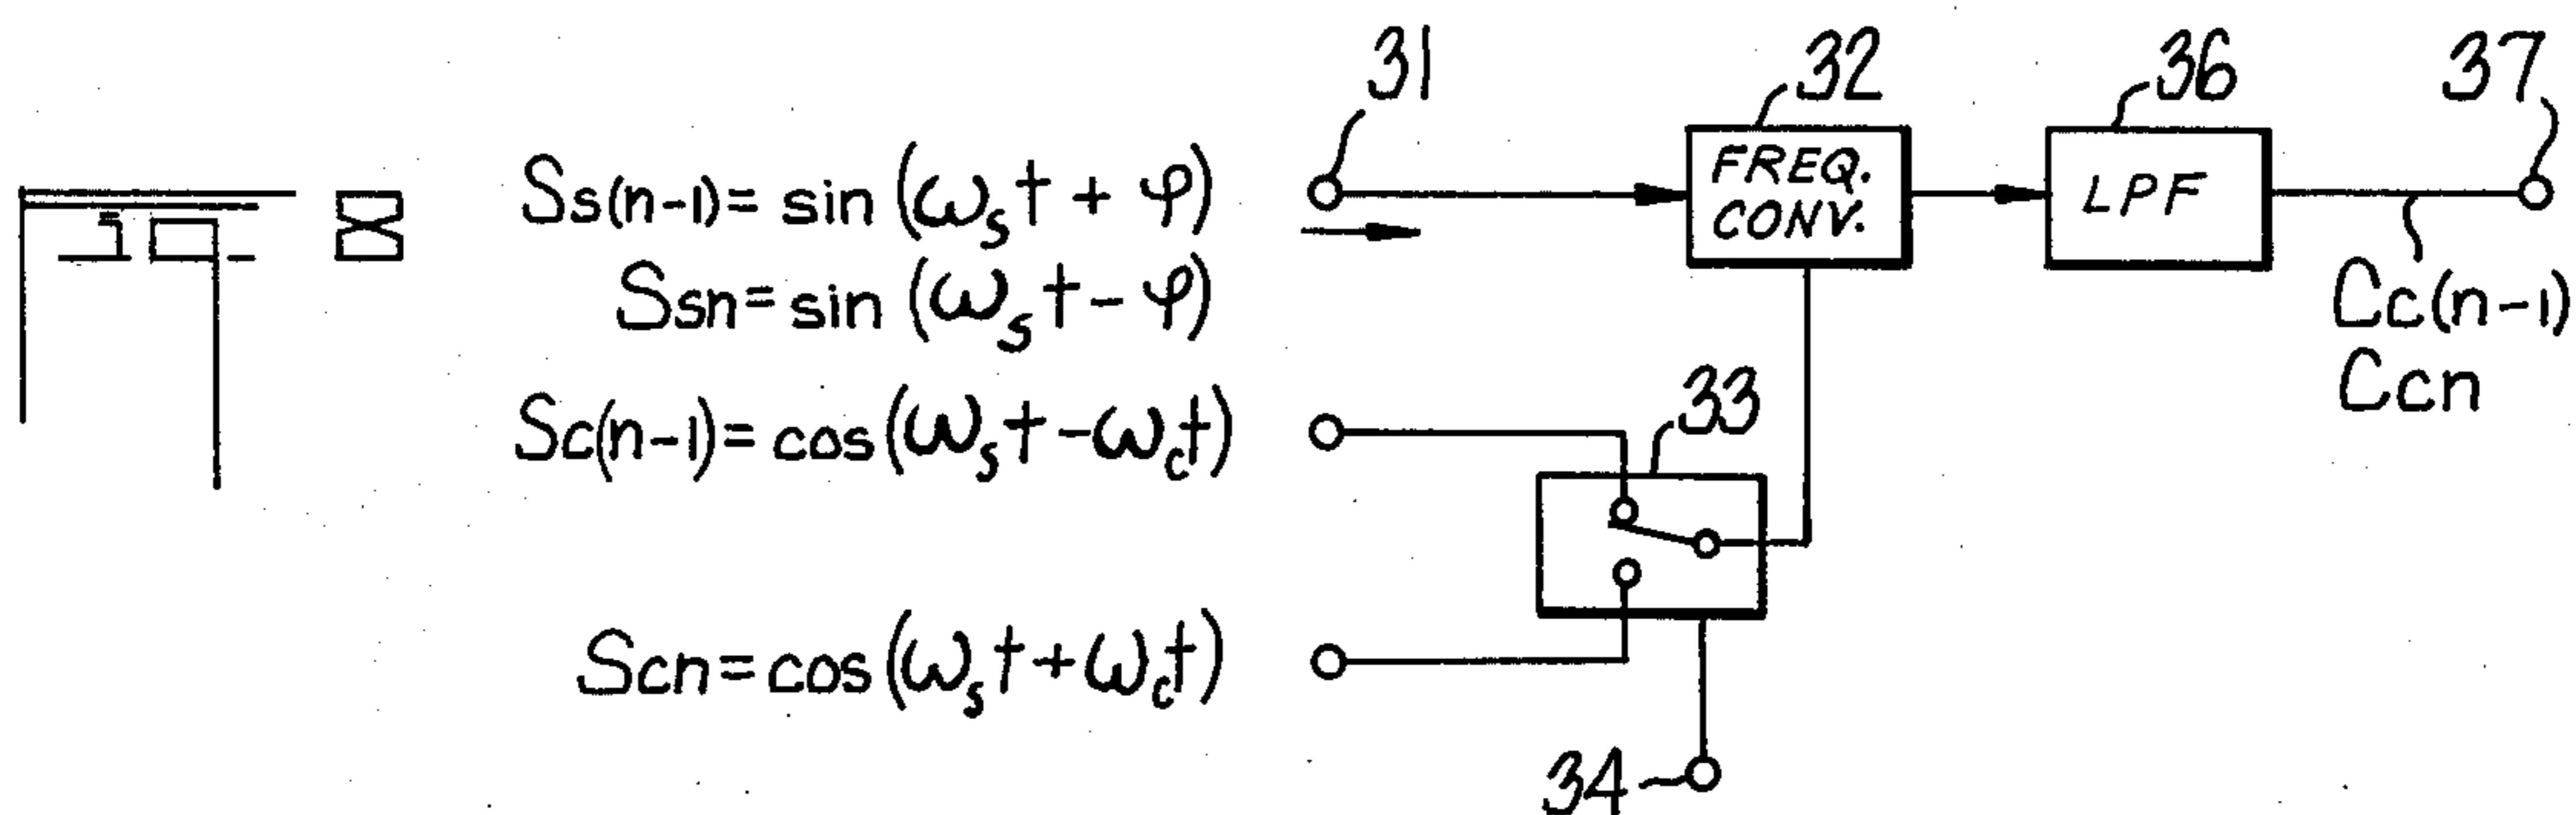 31
32
36
37
Ss(n-1) = sin (ωst + φ)
FREQ.
CONV.
LPF
Ssn = sin (ωst - φ)
Cc(n-1)
Ccn
Sc(n-1) = cos (ωst - ωct)
33
Scn = cos (ωst + ωct)
34